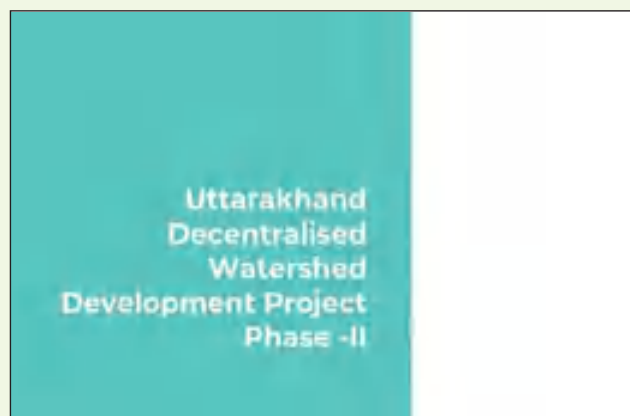 Uttarakhand
Decentralised
Watershed
Development Project
Phase -II